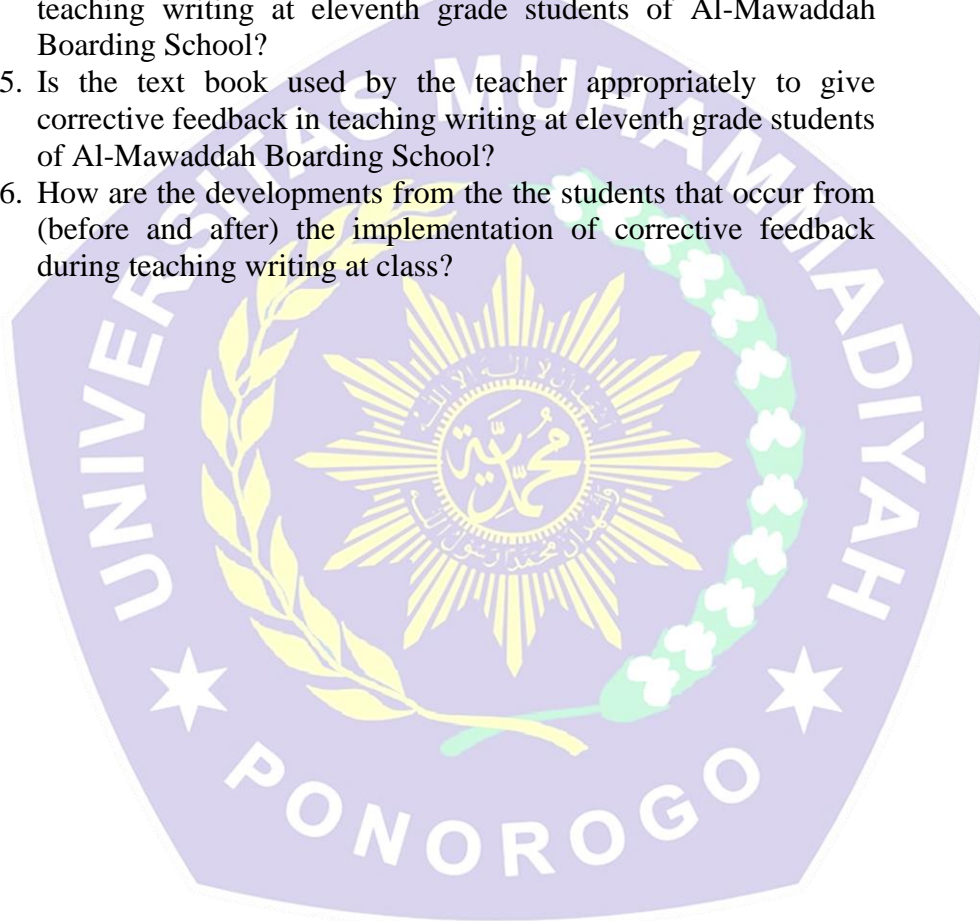 teaching writing at eleventh grade students of Al-Mawaddah
Boarding School?
5. Is the text book used by the teacher appropriately to give
corrective feedback in teaching writing at eleventh grade students
of Al-Mawaddah Boarding School?
6. How are the developments from the the students that occur from
(before and after) the implementation of corrective feedback
during teaching writing at class?
UNIVERSITAS MUHAMMADIYAH
PONOROGO
محمدية